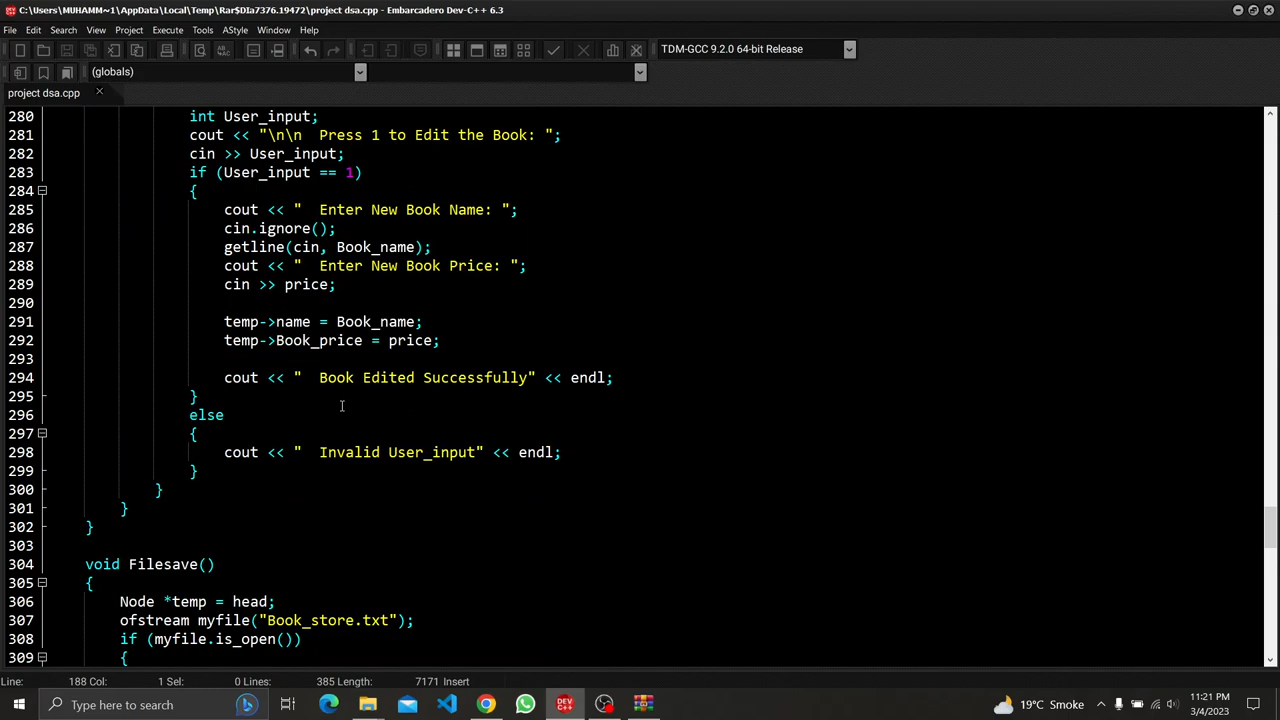 C:\Users\MUHAMM~1\AppData\Local\Temp\Rar$DIa7376.19472\project dsa.cpp - Embarcadero Dev-C++ 6.3
File Edit Search View Project Execute Tools AStyle Window Help
TDM-GCC 9.2.0 64-bit Release
(globals)
project dsa.cpp
280 int User_input;
281 cout << "\n\n  Press 1 to Edit the Book: ";
282 cin >> User_input;
283 if (User_input == 1)
284 {
285 cout << "  Enter New Book Name: ";
286 cin.ignore();
287 getline(cin, Book_name);
288 cout << "  Enter New Book Price: ";
289 cin >> price;
290
291 temp->name = Book_name;
292 temp->Book_price = price;
293
294 cout << "  Book Edited Successfully" << endl;
295 }
296 else
297 {
298 cout << "  Invalid User_input" << endl;
299 }
300 }
301 }
302 }
303
304 void Filesave()
305 {
306 Node *temp = head;
307 ofstream myfile("Book_store.txt");
308 if (myfile.is_open())
309 {
Line: 188 Col: 1 Sel: 0 Lines: 385 Length: 7171 Insert
Type here to search
DEV C++
19°C Smoke
11:21 PM
3/4/2023